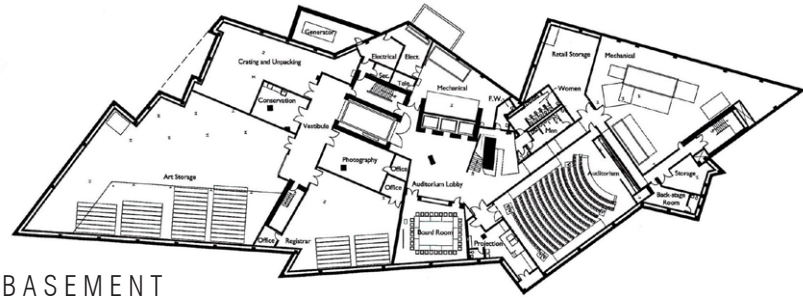 Generator
Retail Storage
Mechanical
Electrical
Elect.
Crating and Unpacking
Sec.
Tele.
Mechanical
Women
Conservation
F.W.
Men
Vestibule
Photography
Office
Auditorium
Storage
Art Storage
Office
Auditorium Lobby
Back-stage
Room
Board Room
Office
Registrar
Projection
BASEMENT